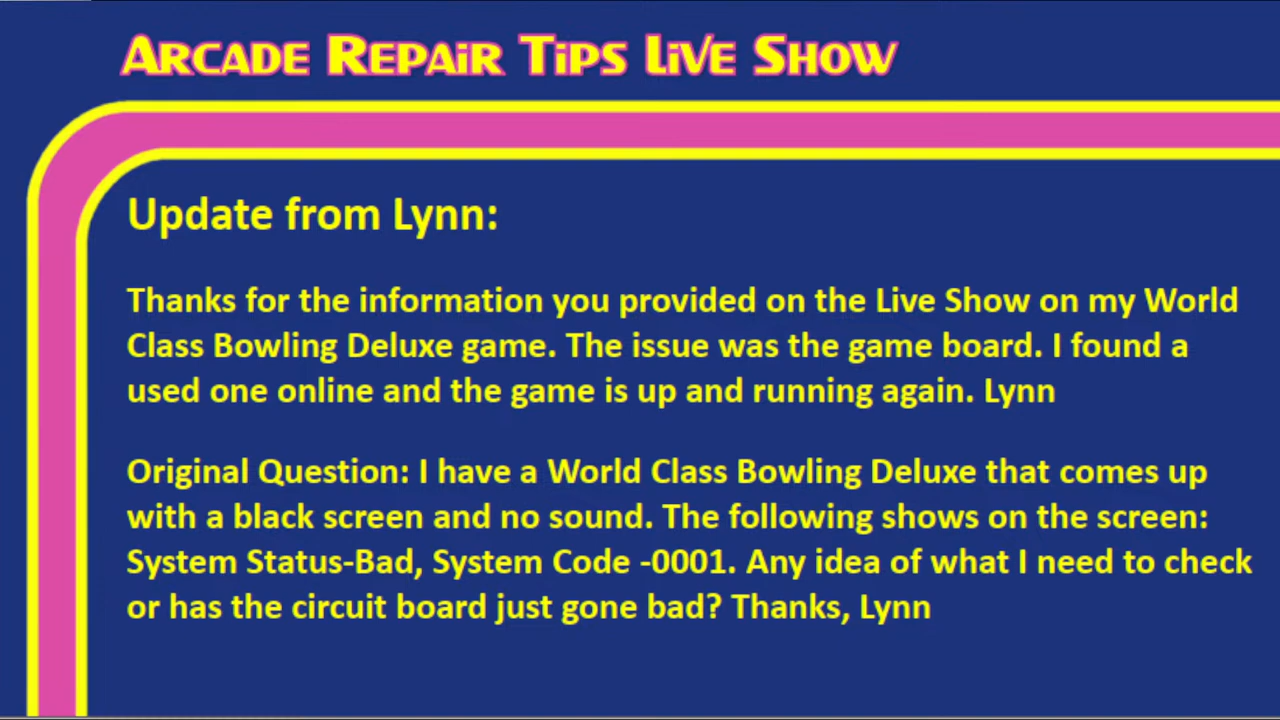 Arcade Repair Tips Live Show
Update from Lynn:
Thanks for the information you provided on the Live Show on my World
Class Bowling Deluxe game. The issue was the game board. I found a
used one online and the game is up and running again. Lynn
Original Question: I have a World Class Bowling Deluxe that comes up
with a black screen and no sound. The following shows on the screen:
System Status-Bad, System Code -0001. Any idea of what I need to check
or has the circuit board just gone bad? Thanks, Lynn